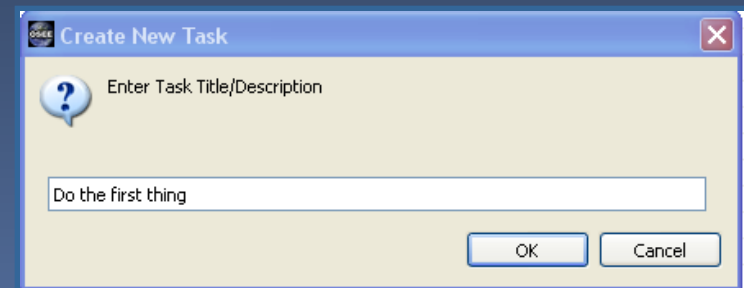 OSEE Create New Task
Enter Task Title/Description
Do the first thing
OK Cancel